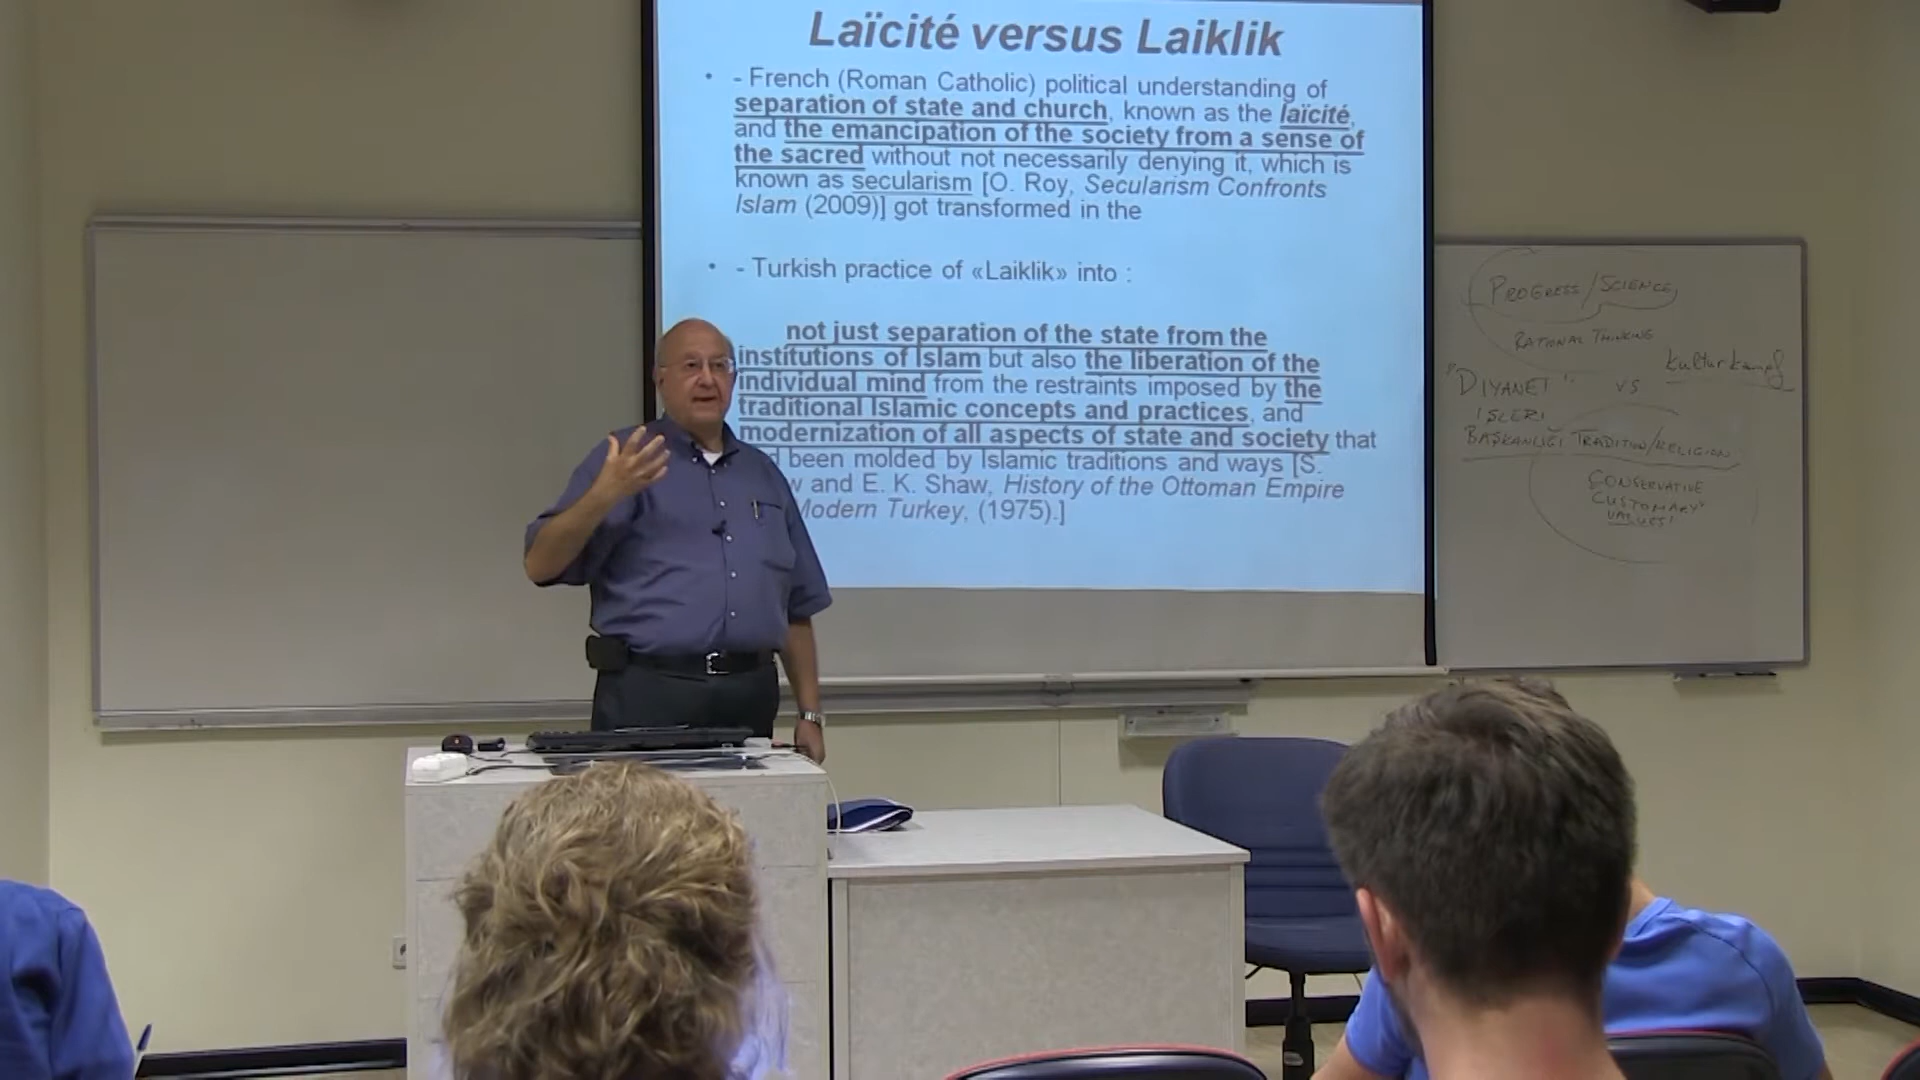 Laïcité versus Laiklik
• - French (Roman Catholic) political understanding of
separation of state and church, known as the laïcité,
and the emancipation of the society from a sense of
the sacred without not necessarily denying it, which is
known as secularism [O. Roy, Secularism Confronts
Islam (2009)] got transformed in the
• - Turkish practice of «Laiklik» into :
not just separation of the state from the
institutions of Islam but also the liberation of the
individual mind from the restraints imposed by the
traditional Islamic concepts and practices, and
modernization of all aspects of state and society that
been molded by Islamic traditions and ways [S.
and E. K. Shaw, History of the Ottoman Empire
Modern Turkey, (1975).]
PROGRESS/SCIENCE
RATIONAL THINKING
Kulturkampf
"DIYANET"
VS
İŞLERİ
BAŞKANLIĞI
TRADITION/RELIGION
CONSERVATIVE
CUSTOMARY
VALUES